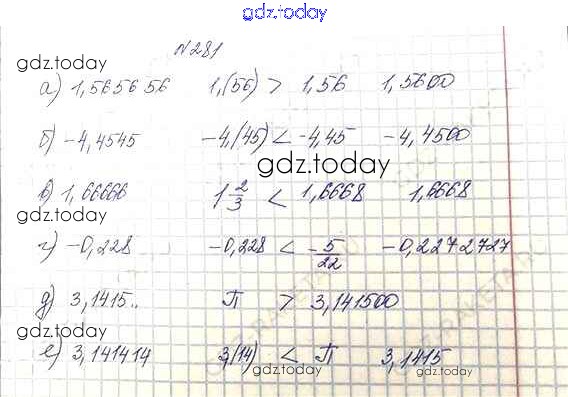 gdz.today
№281
gdz.today
а) 1,565656 1,(56) > 1,56 1,5600
б) -4,4545 -4,(45) < -4,45 -4,4500
gdz.today
в) 1,66666 1 2/3 < 1,6668 1,6668
gdz.today
г) -0,228 -0,228 < -5/22 -0,2272727
д) 3,1415.. П > 3,141500
gdz.today
е) 3,141414 3,(14) < П 3,1415
gdz.today gdz.today